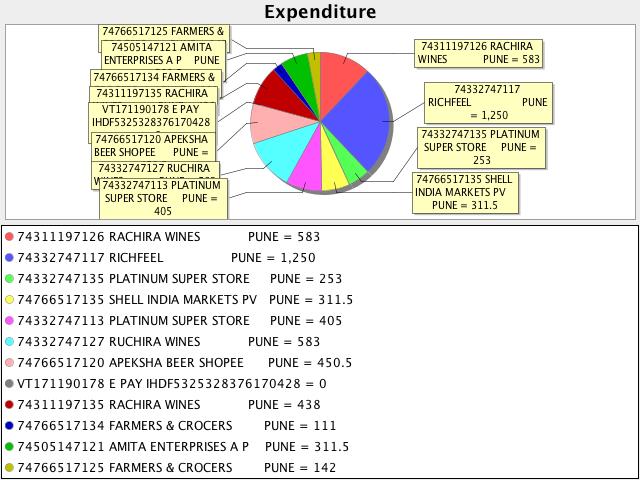 Expenditure
74766517125 FARMERS &
74505147121 AMITA
ENTERPRISES A P PUNE
74766517134 FARMERS &
74311197135 RACHIRA
VT171190178 E PAY
IHDF5325328376170428
74766517120 APEKSHA
BEER SHOPEE PUNE =
74332747127 RUCHIRA
74332747113 PLATINUM
SUPER STORE PUNE =
405
74311197126 RACHIRA
WINES PUNE = 583
74332747117
RICHFEEL PUNE
= 1,250
74332747135 PLATINUM
SUPER STORE PUNE =
253
74766517135 SHELL
INDIA MARKETS PV
PUNE = 311.5
74311197126 RACHIRA WINES PUNE = 583
74332747117 RICHFEEL PUNE = 1,250
74332747135 PLATINUM SUPER STORE PUNE = 253
74766517135 SHELL INDIA MARKETS PV PUNE = 311.5
74332747113 PLATINUM SUPER STORE PUNE = 405
74332747127 RUCHIRA WINES PUNE = 583
74766517120 APEKSHA BEER SHOPEE PUNE = 450.5
VT171190178 E PAY IHDF5325328376170428 = 0
74311197135 RACHIRA WINES PUNE = 438
74766517134 FARMERS & CROCERS PUNE = 111
74505147121 AMITA ENTERPRISES A P PUNE = 311.5
74766517125 FARMERS & CROCERS PUNE = 142